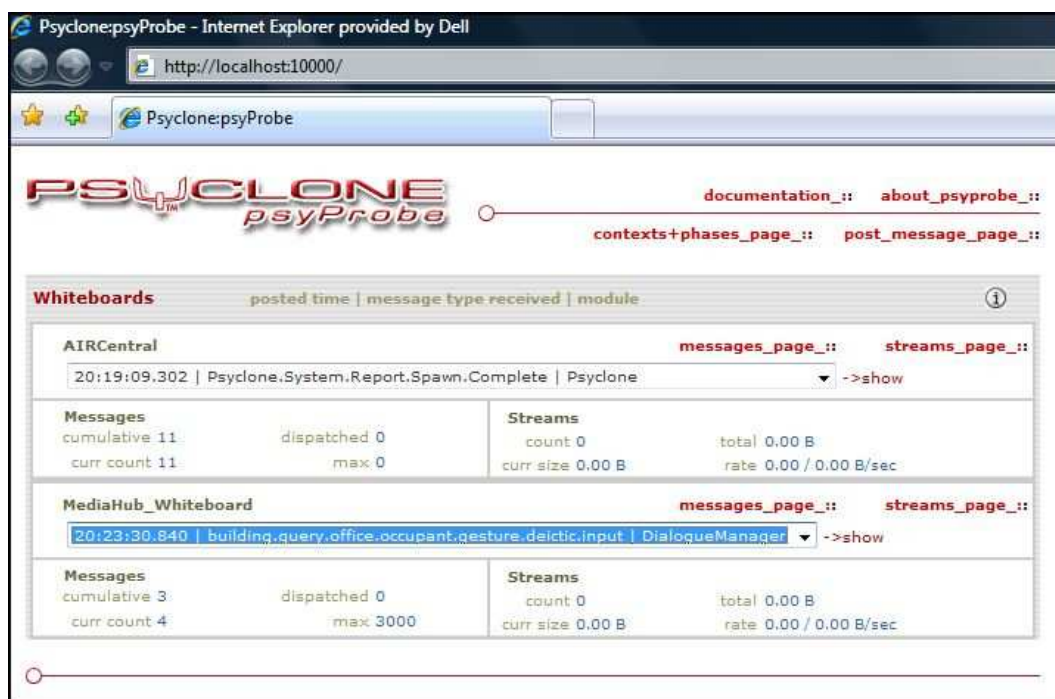 Psyclone:psyProbe - Internet Explorer provided by Dell
http://localhost:10000/
Psyclone:psyProbe
PSYCLONE TM
psyProbe
documentation_:: about_psyprobe_::
contexts+phases_page_:: post_message_page_::
Whiteboards posted time | message type received | module i
AIRCentral messages_page_:: streams_page_::
20:19:09.302 | Psyclone.System.Report.Spawn.Complete | Psyclone ->show
Messages Streams
cumulative 11 dispatched 0 count 0 total 0.00 B
curr count 11 max 0 curr size 0.00 B rate 0.00 / 0.00 B/sec
MediaHub_Whiteboard messages_page_:: streams_page_::
20:23:30.840 | building.query.office.occupant.gesture.deictic.input | DialogueManager ->show
Messages Streams
cumulative 3 dispatched 0 count 0 total 0.00 B
curr count 4 max 3000 curr size 0.00 B rate 0.00 / 0.00 B/sec